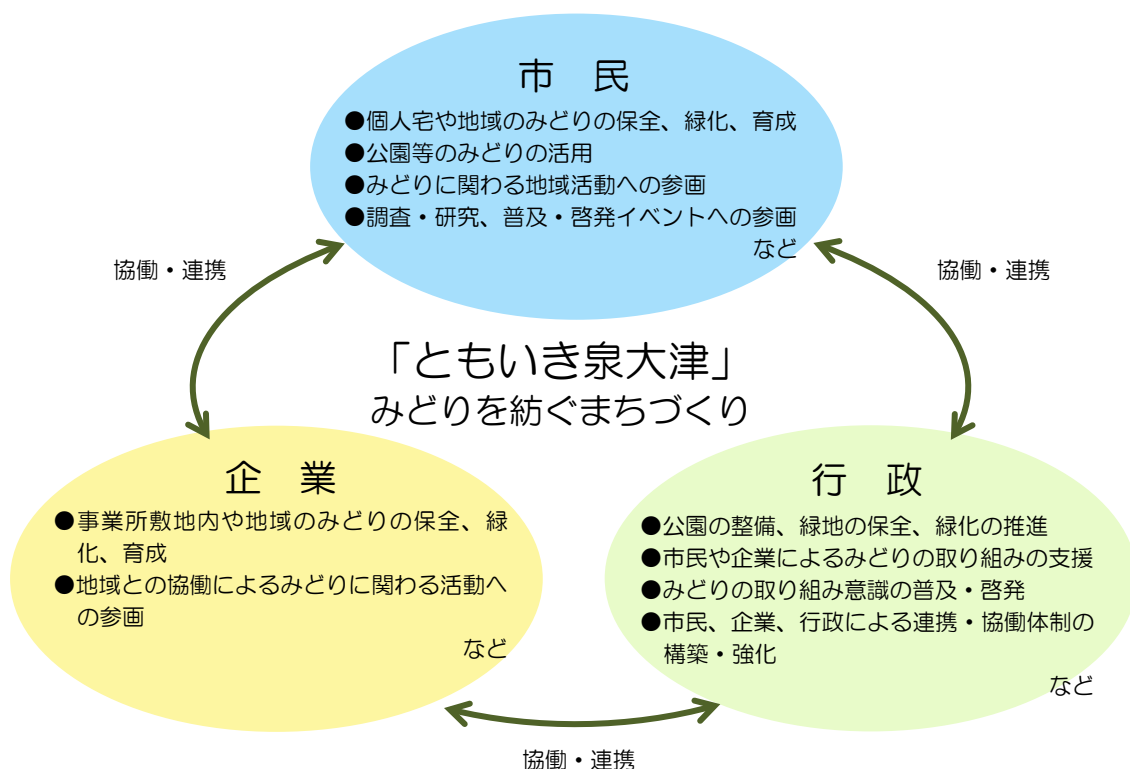 市　民
●個人宅や地域のみどりの保全、緑化、育成
●公園等のみどりの活用
●みどりに関わる地域活動への参画
●調査・研究、普及・啓発イベントへの参画
など
協働・連携
協働・連携
「ともいき泉大津」
みどりを紡ぐまちづくり
企　業
●事業所敷地内や地域のみどりの保全、緑
化、育成
●地域との協働によるみどりに関わる活動へ
の参画
など
行　政
●公園の整備、緑地の保全、緑化の推進
●市民や企業によるみどりの取り組みの支援
●みどりの取り組み意識の普及・啓発
●市民、企業、行政による連携・協働体制の
構築・強化
など
協働・連携